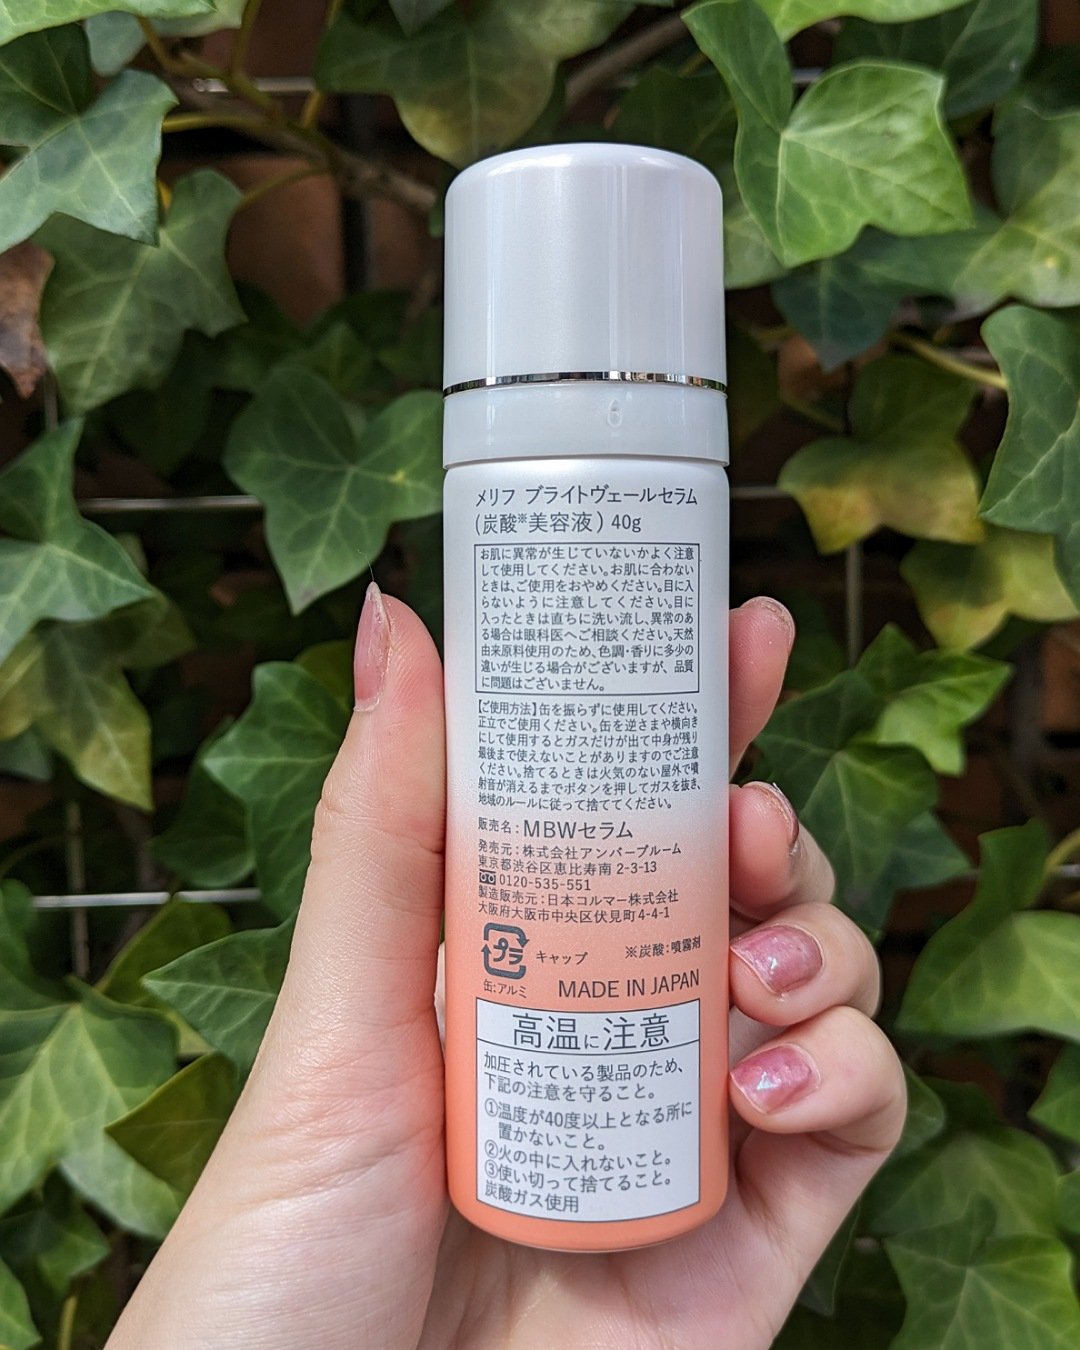 メリフ ブライトヴェールセラム
(炭酸※美容液) 40g
お肌に異常が生じていないかよく注意
して使用してください。お肌に合わない
ときは、ご使用をおやめください。目に入
らないように注意してください。目に
入ったときは直ちに洗い流し、異常のあ
る場合は眼科医へご相談ください。天然
由来原料使用のため、色調・香りに多少の
違いが生じる場合がございますが、品質
に問題はございません。
【ご使用方法】缶を振らずに使用してください。
正立でご使用ください。缶を逆さまや横向き
にして使用するとガスだけが出て中身が残り
最後まで使えないことがありますのでご注意
ください。捨てるときは火気のない屋外で噴
射音が消えるまでボタンを押してガスを抜き、
地域のルールに従って捨ててください。
販売名：MBWセラム
発売元：株式会社アンバーブルーム
東京都渋谷区恵比寿南 2-3-13
0120-535-551
製造販売元：日本コルマー株式会社
大阪府大阪市中央区伏見町4-4-1
プラ キャップ ※炭酸：噴霧剤
缶：アルミ MADE IN JAPAN
高温に注意
加圧されている製品のため、
下記の注意を守ること。
①温度が40度以上となる所に
置かないこと。
②火の中に入れないこと。
③使い切って捨てること。
炭酸ガス使用